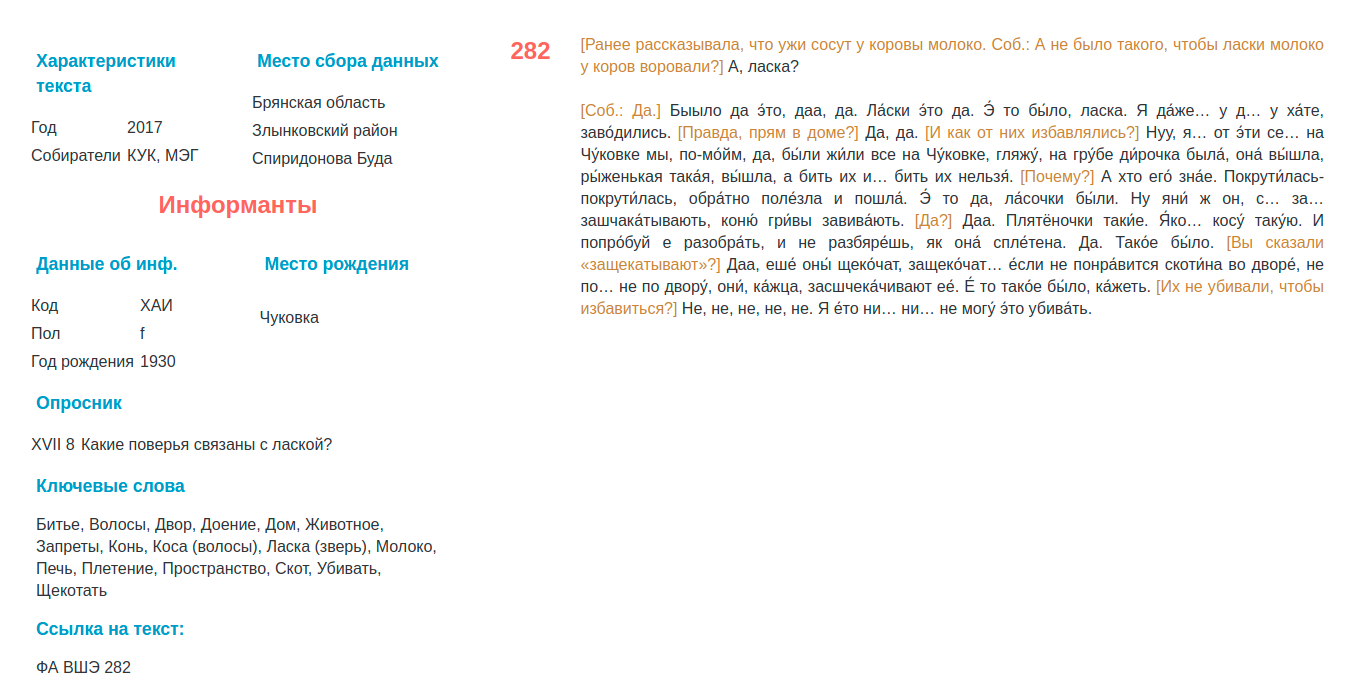 Характеристики
текста
Год 2017
Собиратели КУК, МЭГ
Место сбора данных
Брянская область
Злынковский район
Спиридонова Буда
Информанты
Данные об инф.
Код ХАИ
Пол f
Год рождения 1930
Место рождения
Чуковка
Опросник
XVII 8 Какие поверья связаны с лаской?
Ключевые слова
Битье, Волосы, Двор, Доение, Дом, Животное,
Запреты, Конь, Коса (волосы), Ласка (зверь), Молоко,
Печь, Плетение, Пространство, Скот, Убивать,
Щекотать
Ссылка на текст:
ФА ВШЭ 282
282
[Ранее рассказывала, что ужи сосут у коровы молоко. Соб.: А не было такого, чтобы ласки молоко
у коров воровали?] А, ласка?
[Соб.: Да.] Быыло да э́то, даа, да. Ла́ски э́то да. Э́ то бы́ло, ласка. Я да́же… у д… у ха́те,
заво́дились. [Правда, прям в доме?] Да, да. [И как от них избавлялись?] Нуу, я… от э́ти се… на
Чу́ковке мы, по-мо́йм, да, бы́ли жи́ли все на Чу́ковке, гляжу́, на гру́бе ди́рочка была́, она́ вы́шла,
ры́женькая така́я, вы́шла, а бить их и… бить их нельзя́. [Почему?] А хто его́ зна́е. Покрути́лась-
покрути́лась, обра́тно поле́зла и пошла́. Э́ то да, ла́сочки бы́ли. Ну яни́ ж он, с… за…
зашчака́тывают, коню́ гри́вы завива́ють. [Да?] Даа. Плятёночки таки́е. Я́ко… косу́ таку́ю. И
попро́буй е разобра́ть, и не разбяре́шь, як она́ спле́тена. Да. Тако́е бы́ло. [Вы сказали
«защекатывают»?] Даа, еше́ оны́ щеко́чат, защеко́чат… е́сли не понра́вится скоти́на во дворе́, не
по… не по двору́, они́, ка́жца, засшчека́чивают ее́. Е́ то тако́е бы́ло, ка́жеть. [Их не убивали, чтобы
избавиться?] Не, не, не, не, не. Я е́то ни… ни… не могу́ э́то убива́ть.